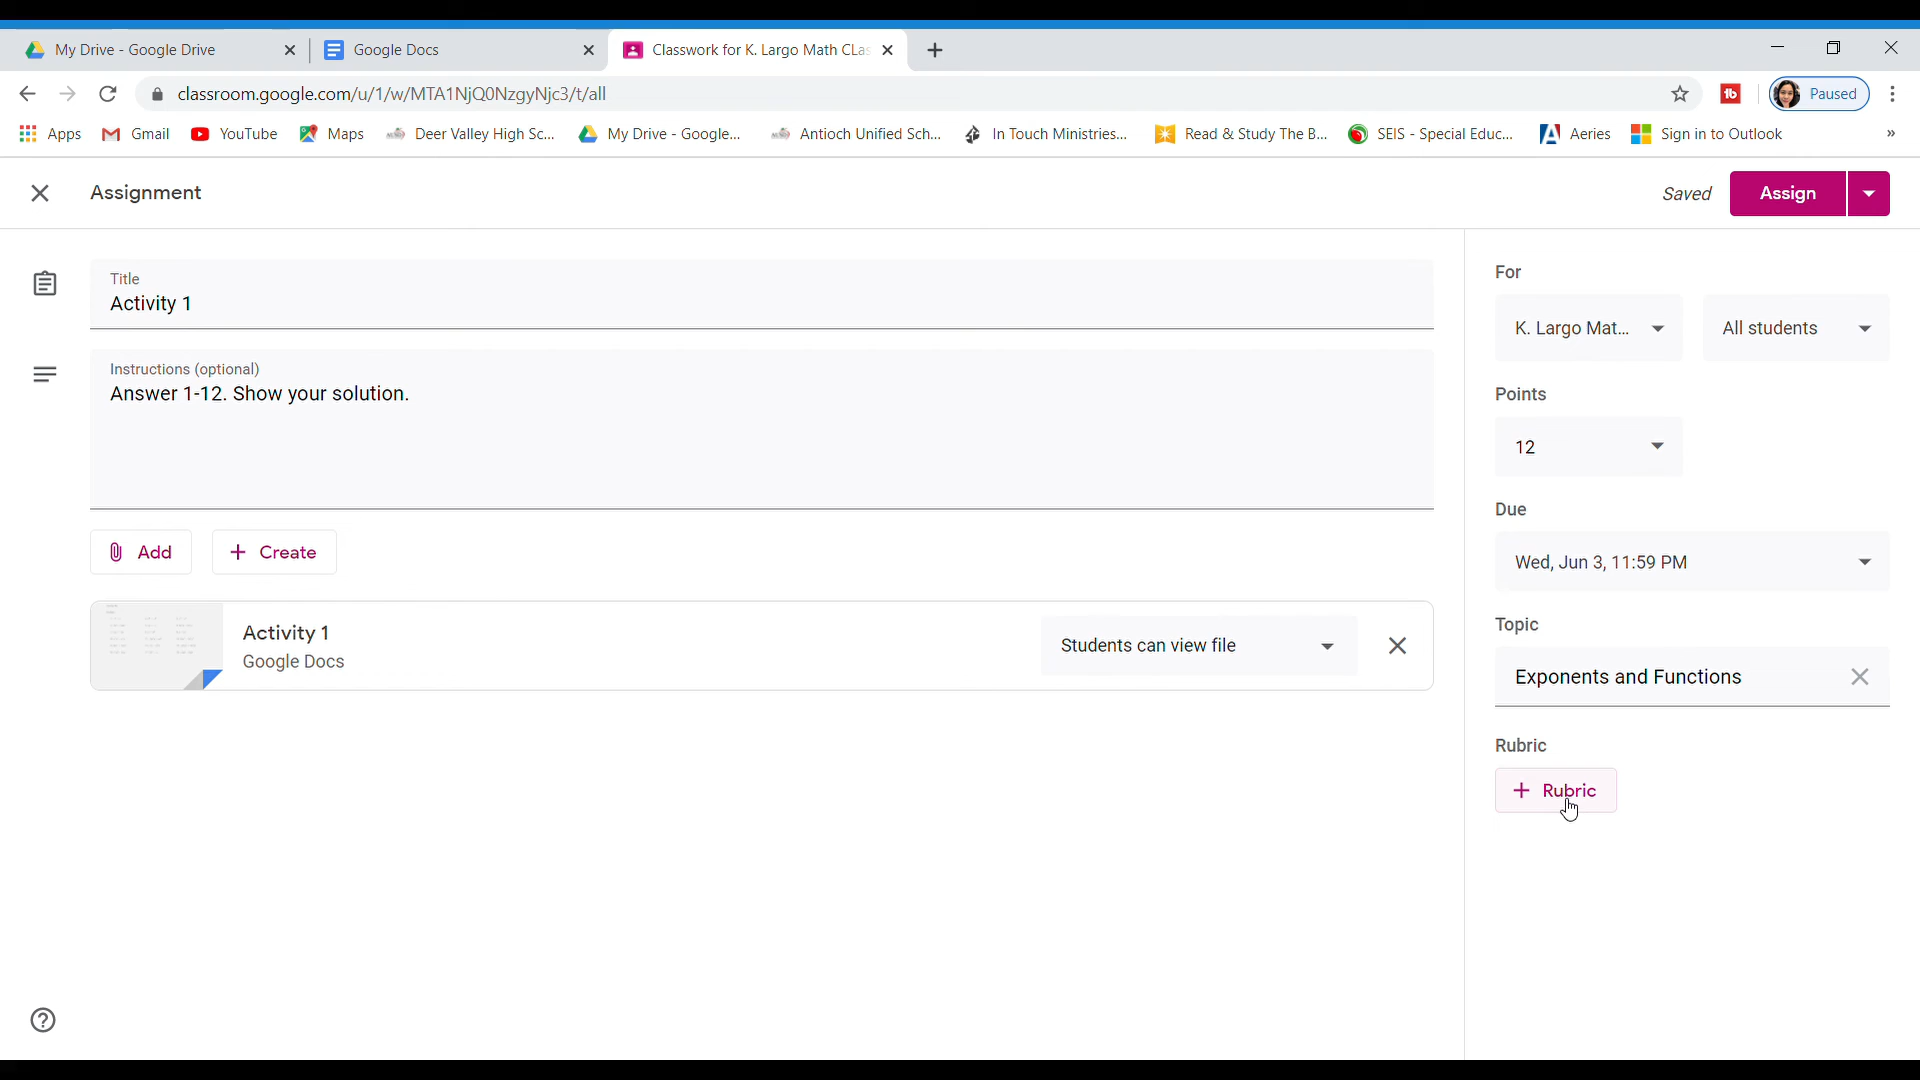 My Drive - Google Drive
Google Docs
Classwork for K. Largo Math CLas
classroom.google.com/u/1/w/MTA1NjQ0NzgyNjc3/t/all
Paused
Apps
Gmail
YouTube
Maps
Deer Valley High Sc...
My Drive - Google...
Antioch Unified Sch...
In Touch Ministries...
Read & Study The B...
SEIS - Special Educ...
Aeries
Sign in to Outlook
»
Assignment
Saved
Assign
Title
Activity 1
Instructions (optional)
Answer 1-12. Show your solution.
Add
Create
Activity 1
Google Docs
Students can view file
For
K. Largo Mat...
All students
Points
12
Due
Wed, Jun 3, 11:59 PM
Topic
Exponents and Functions
Rubric
Rubric